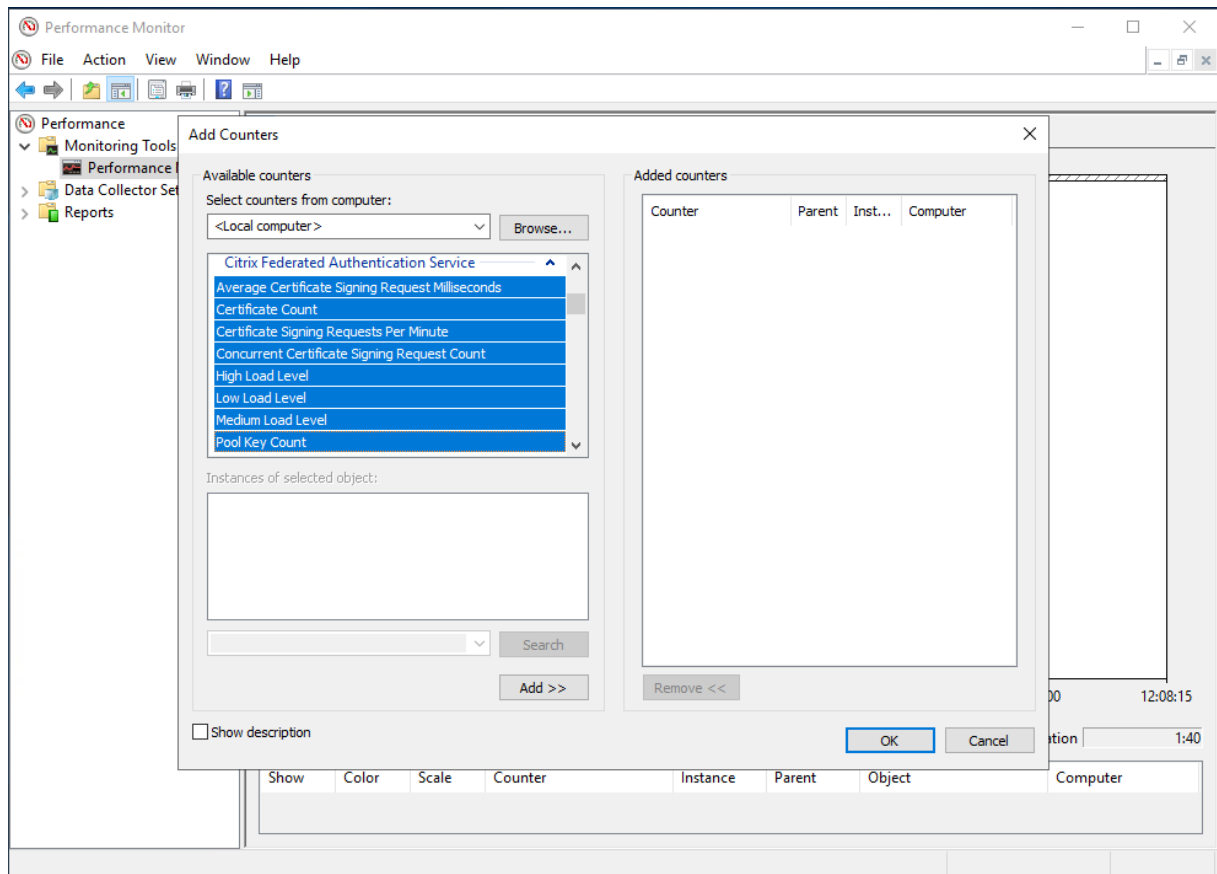 Performance Monitor
File Action View Window Help
Performance
Monitoring Tools
Performance
Data Collector Set
Reports
Add Counters
Available counters
Select counters from computer:
<Local computer>
Browse...
Citrix Federated Authentication Service
Average Certificate Signing Request Milliseconds
Certificate Count
Certificate Signing Requests Per Minute
Concurrent Certificate Signing Request Count
High Load Level
Low Load Level
Medium Load Level
Pool Key Count
Instances of selected object:
Search
Add >>
Show description
Added counters
Counter Parent Inst... Computer
Remove <<
OK Cancel
12:08:15
1:40
Show Color Scale Counter Instance Parent Object Computer